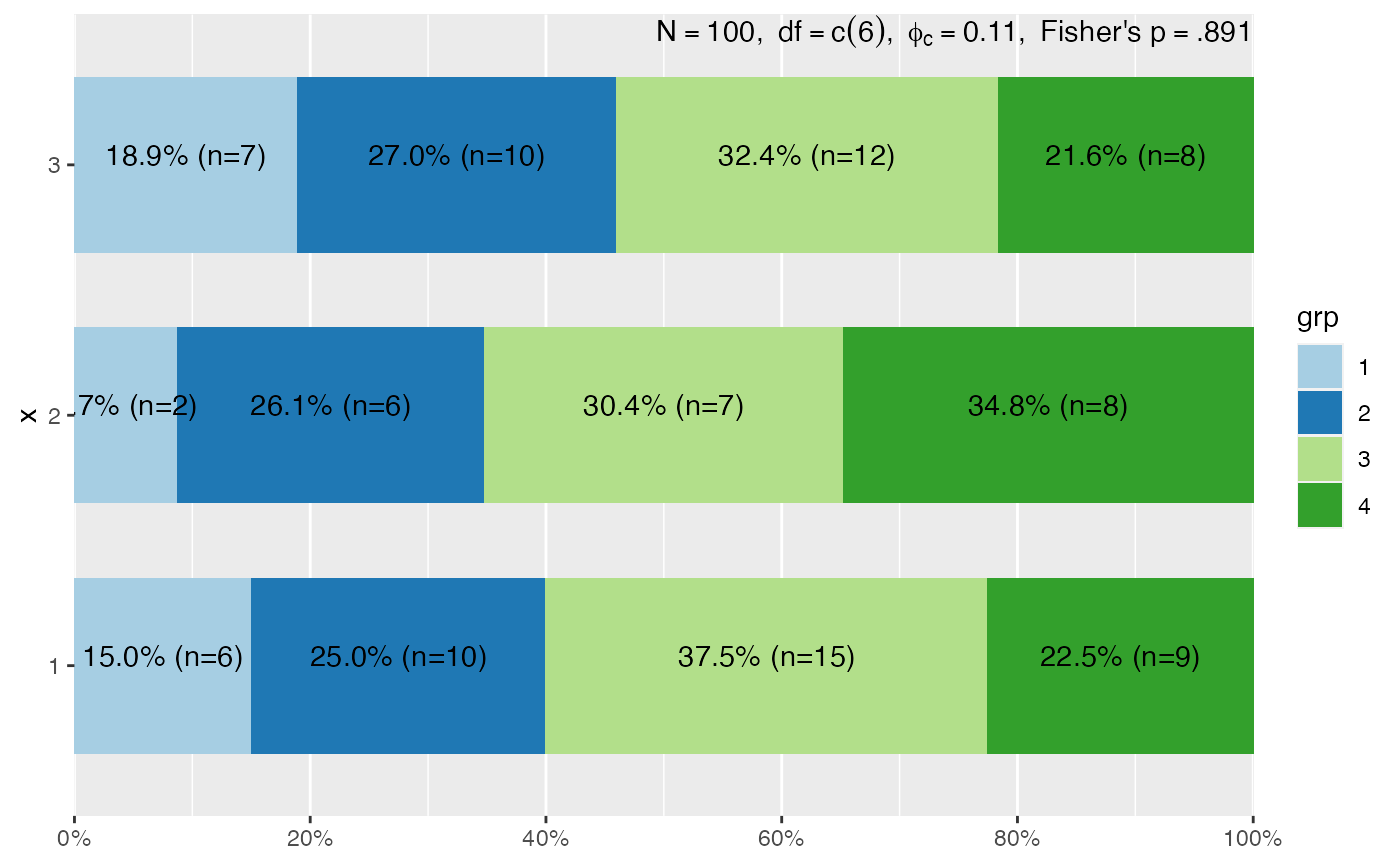 N = 100, df = c(6), ϕc = 0.11, Fisher's p = .891
3
18.9% (n=7) 27.0% (n=10) 32.4% (n=12) 21.6% (n=8)
x
2
7% (n=2) 26.1% (n=6) 30.4% (n=7) 34.8% (n=8)
1
15.0% (n=6) 25.0% (n=10) 37.5% (n=15) 22.5% (n=9)
0% 20% 40% 60% 80% 100%
grp
1
2
3
4